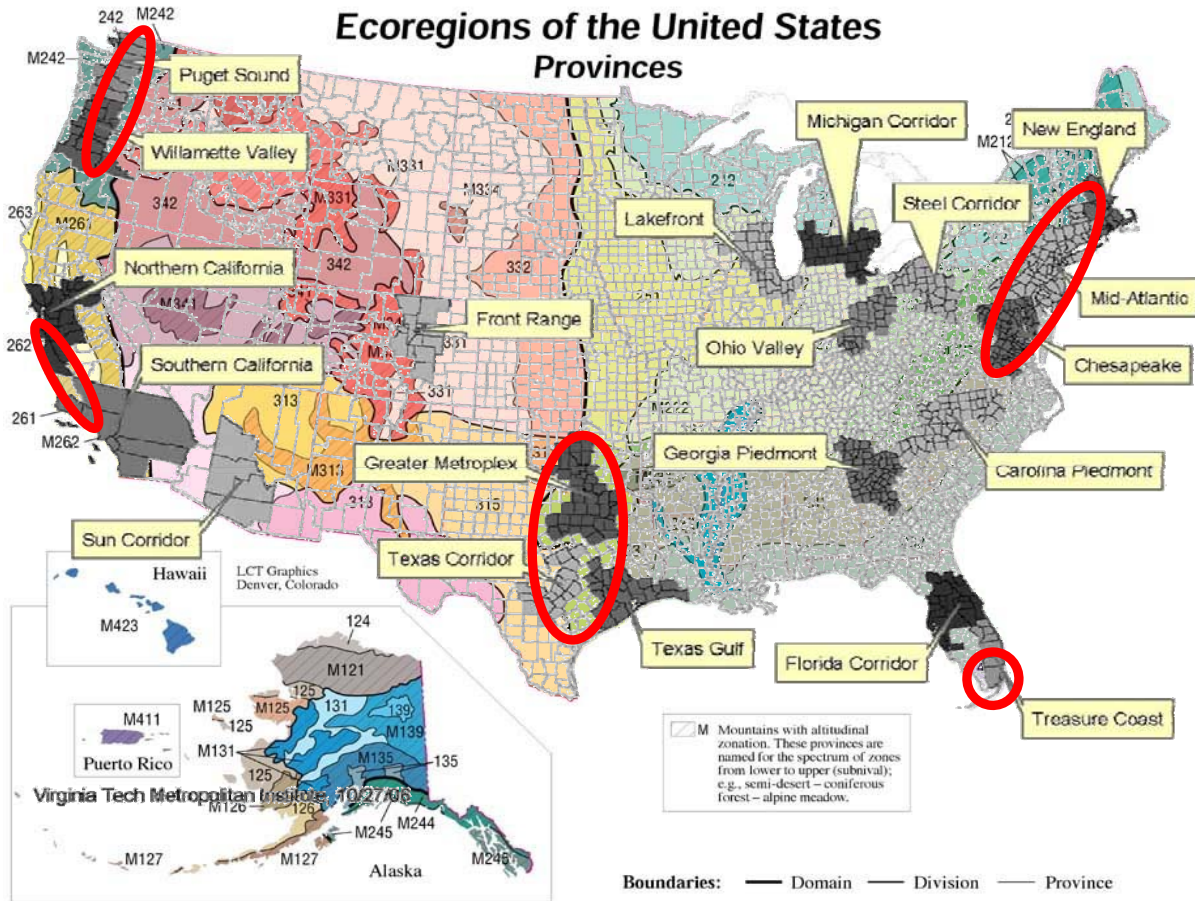 Ecoregions of the United States
Provinces
242
M242
M242
Puget Sound
Willamette Valley
Michigan Corridor
New England
M212
M331
M334
342
M331
212
Lakefront
Steel Corridor
263
M261
332
342
Northern California
M341
Mid-Atlantic
Front Range
331
Ohio Valley
262
Southern California
Chesapeake
331
261
313
M222
M262
M313
Greater Metroplex
315
Georgia Piedmont
Carolina Piedmont
Sun Corridor
Texas Corridor
Hawaii
LCT Graphics
Denver, Colorado
M423
Texas Gulf
Florida Corridor
Treasure Coast
124
M121
125
M125
M125
125
131
139
M139
M411
Puerto Rico
M131
M135
135
125
Virginia Tech Metropolitan Institute, 10/27/06
M126
126
M244
M245
M245
M127
M127
Alaska
M Mountains with altitudinal
zonation. These provinces are
named for the spectrum of zones
from lower to upper (subnival);
e.g., semi-desert – coniferous
forest – alpine meadow.
Boundaries: Domain Division Province